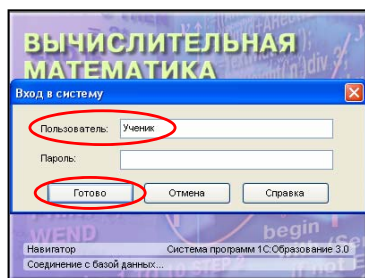 ВЫЧИСЛИТЕЛЬНАЯ
МАТЕМАТИКА
Вход в систему
Пользователь: Ученик
Пароль:
Готово Отмена Справка
WEND
begin
Навигатор Система программ 1С:Образование 3.0
Соединение с базой данных...